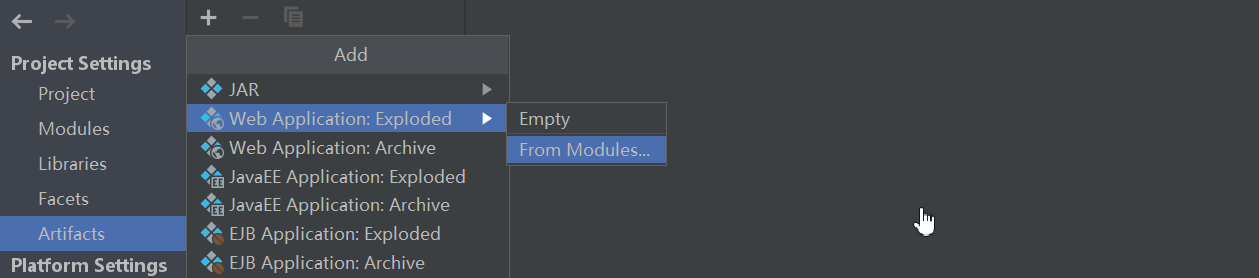 Project Settings
Project
Modules
Libraries
Facets
Artifacts
Platform Settings
Add
JAR
Web Application: Exploded
Web Application: Archive
JavaEE Application: Exploded
JavaEE Application: Archive
EJB Application: Exploded
EJB Application: Archive
Empty
From Modules...